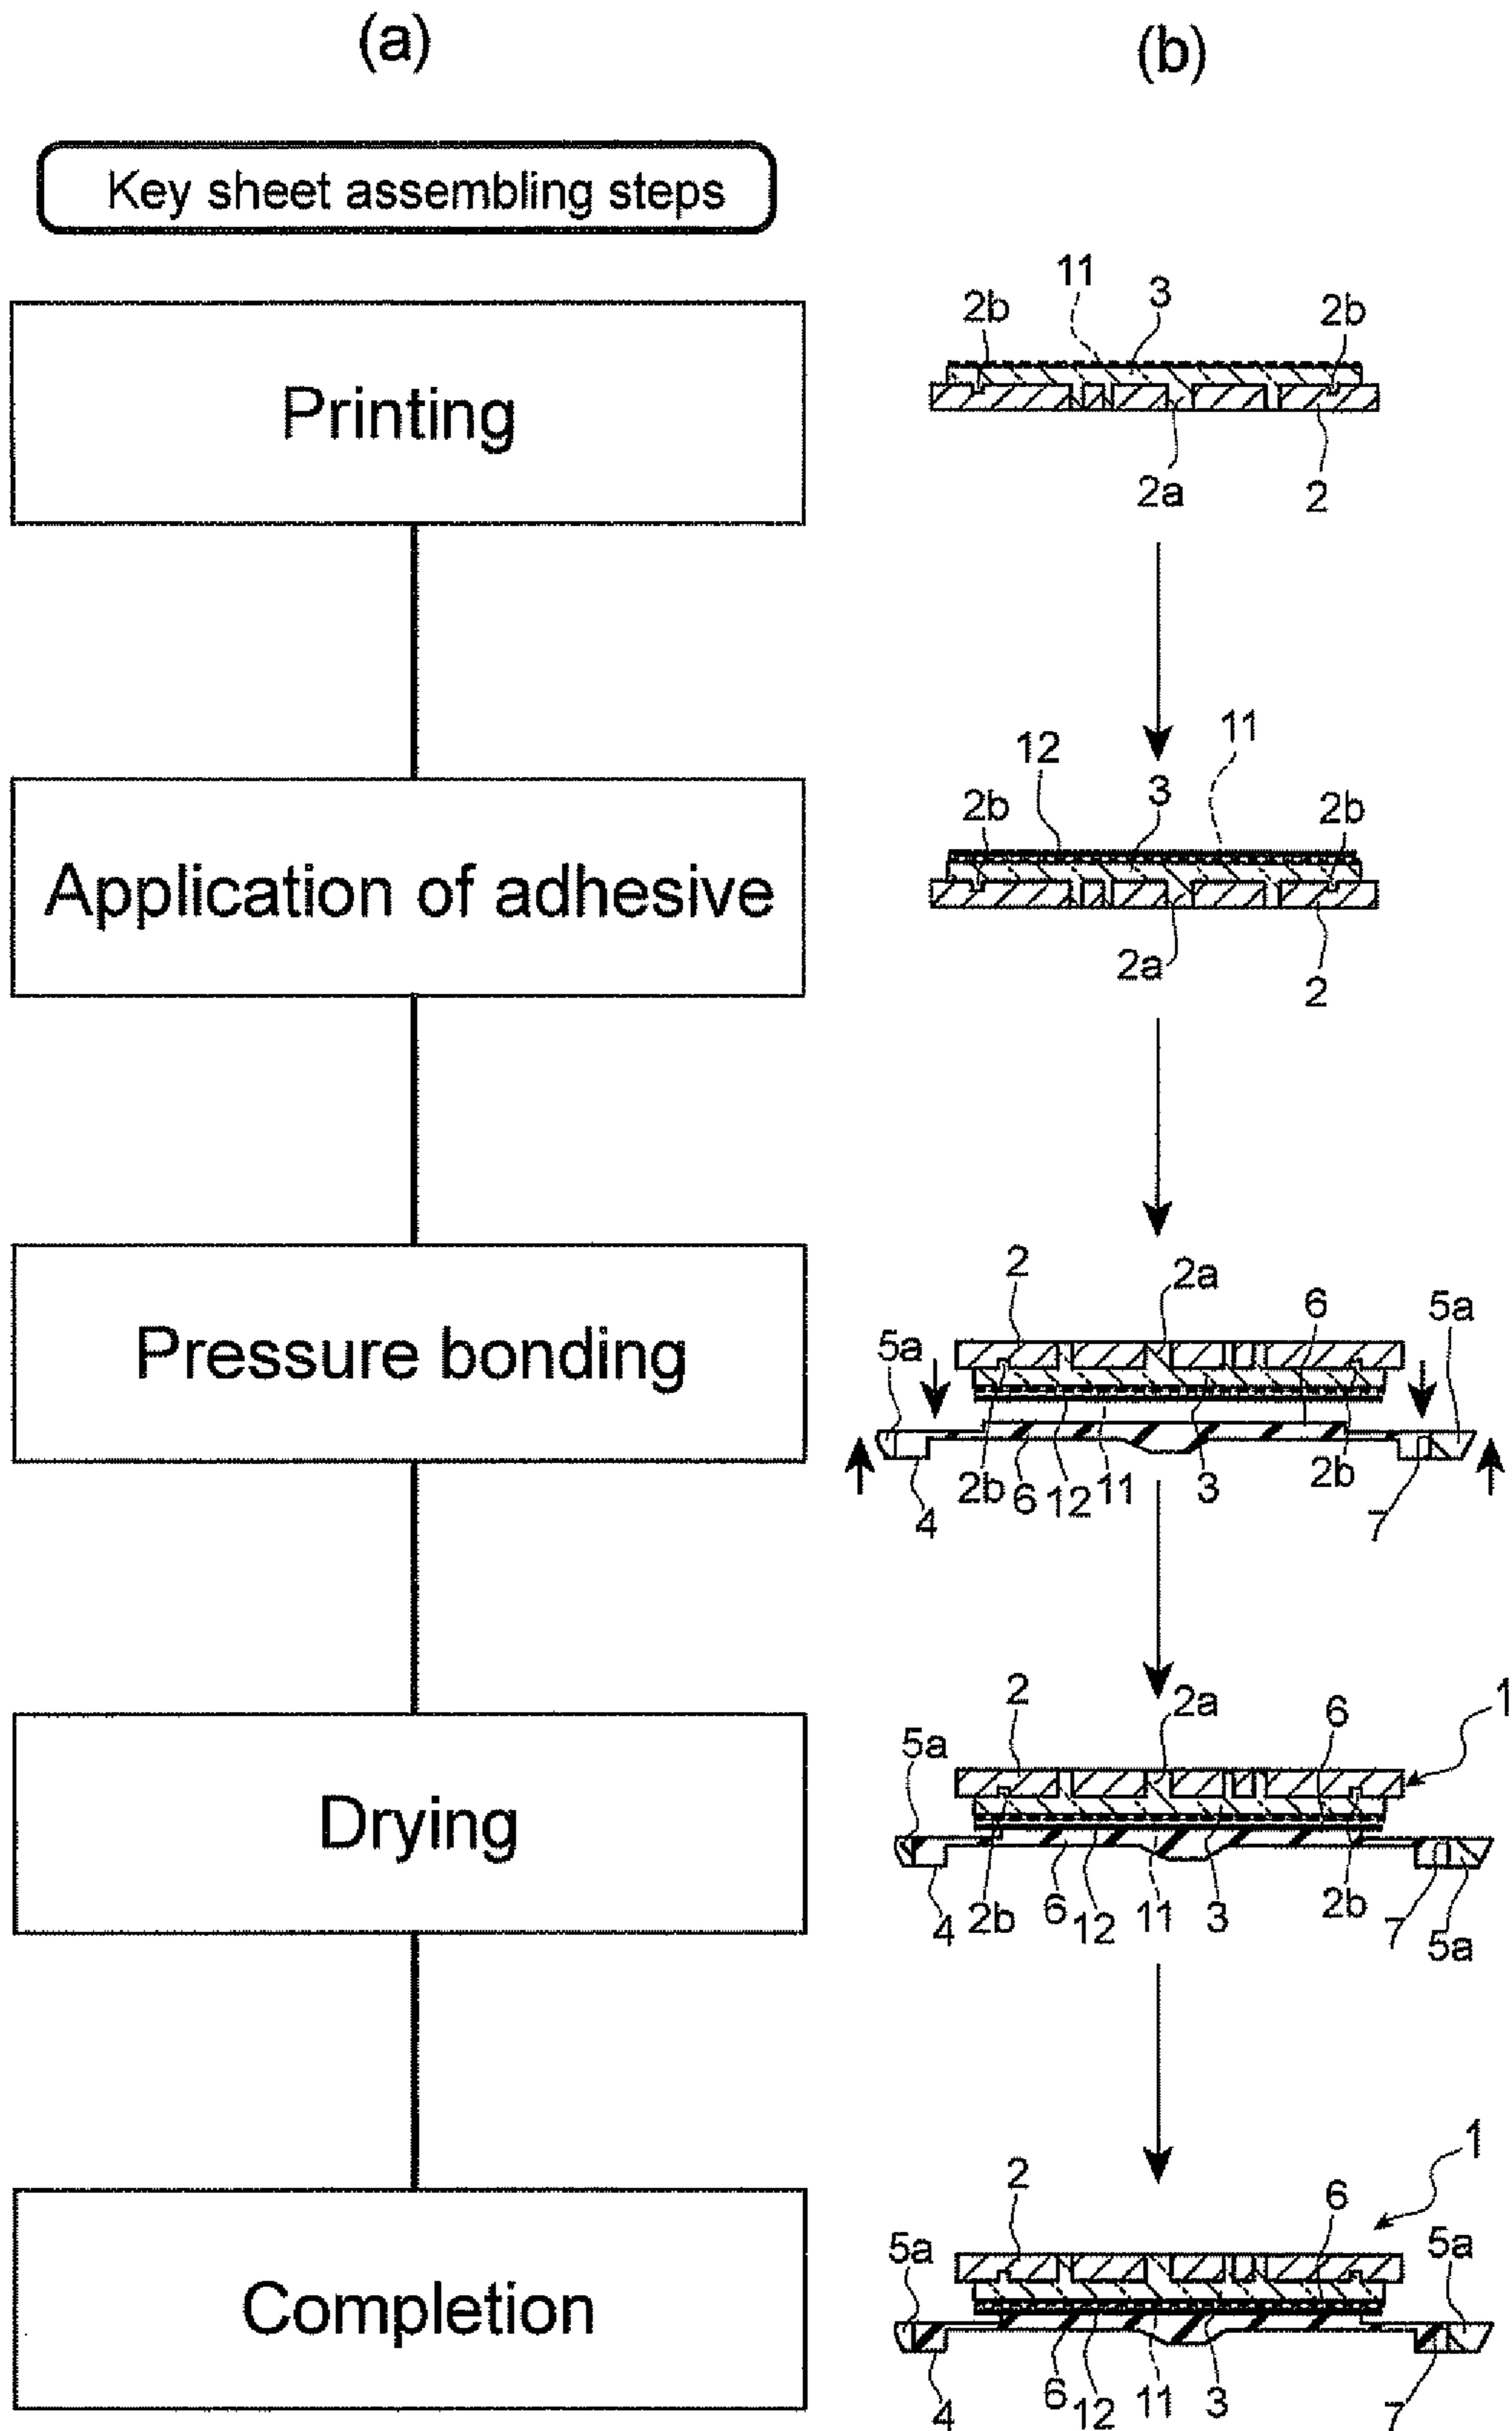 (a)
(b)
Key sheet assembling steps
Printing
11
3
2b
2b
2a
2
Application of adhesive
12
11
2b
3
2b
2a
2
Pressure bonding
2
2a
6
5a
5a
2b
6
12
11
3
2b
4
7
Drying
2
2a
6
1
5a
4
2b
6
12
11
3
2b
7
5a
Completion
1
2
6
5a
5a
4
6
12
11
3
7